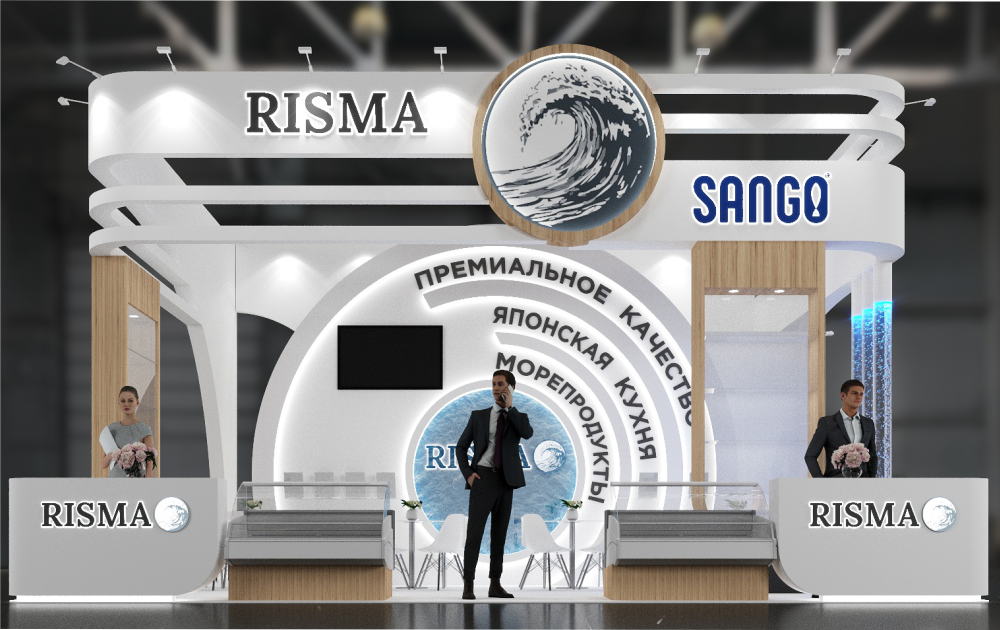 RISMA
SANGO
ПРЕМИАЛЬНОЕ КАЧЕСТВО
ЯПОНСКАЯ КУХНЯ
МОРЕПРОДУКТЫ
RISMA
RISMA
RISMA